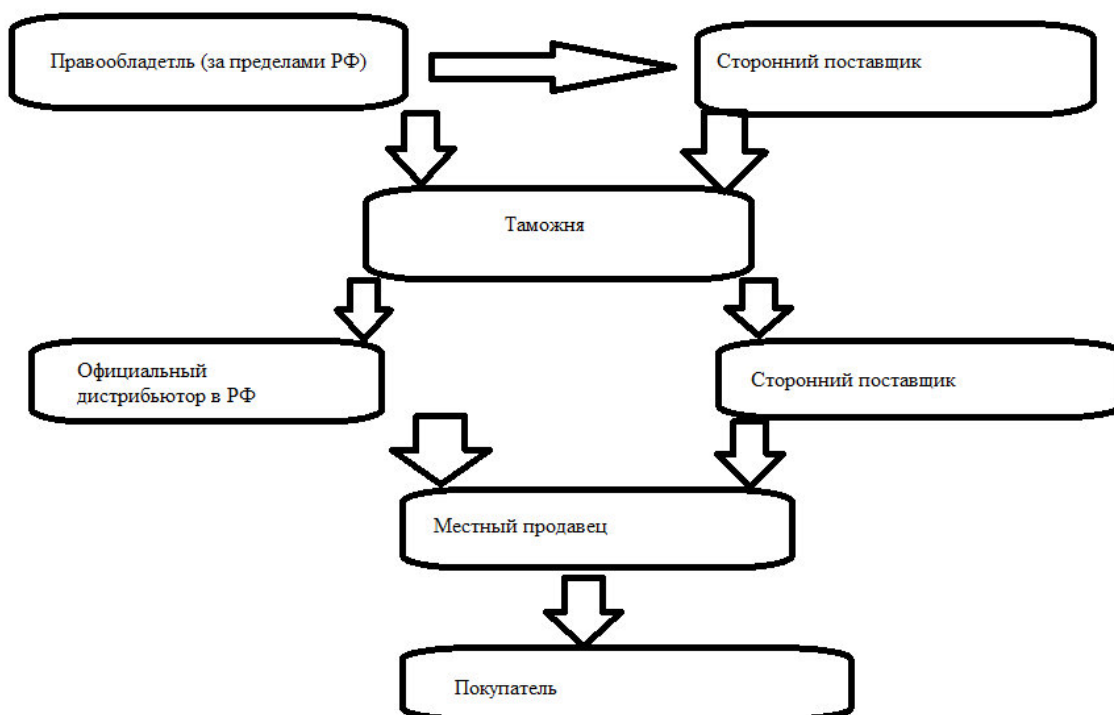 Правообладетль (за пределами РФ)
Сторонний поставщик
Таможня
Официальный
дистрибьютор в РФ
Сторонний поставщик
Местный продавец
Покупатель